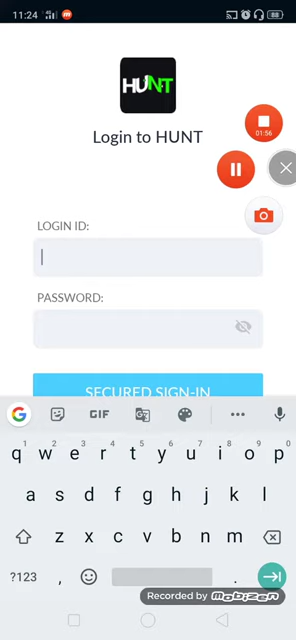 11:24
HUNT
Login to HUNT
01:56
LOGIN ID:
PASSWORD:
SECURED SIGN-IN
G GIF
1 2 3 4 5 6 7 8 9 0
q w e r t y u i o p
a s d f g h j k l
z x c v b n m
?123 , .
Recorded by mobizen